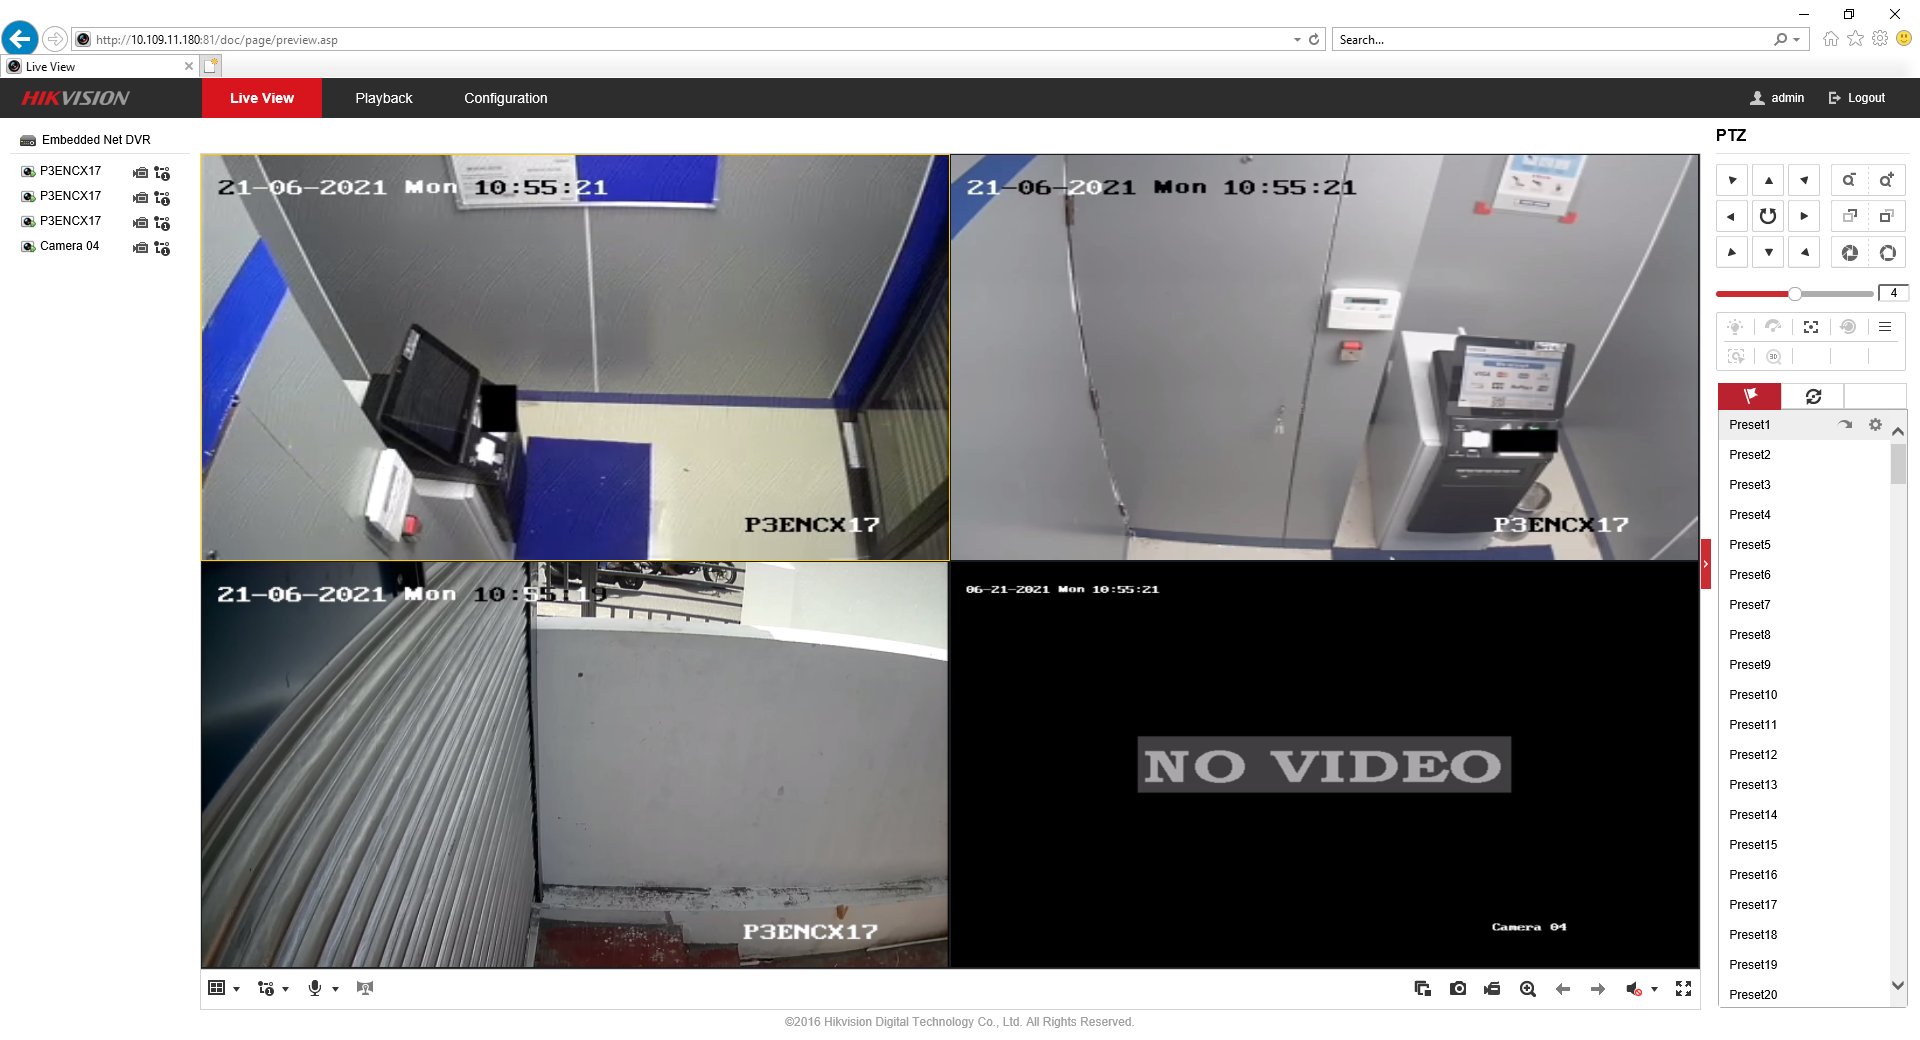 http://10.109.11.180:81/doc/page/preview.asp
Search...
Live View
HIKVISION
Live View
Playback
Configuration
admin
Logout
Embedded Net DVR
P3ENCX17
P3ENCX17
P3ENCX17
Camera 04
21-06-2021 Mon 10:55:21
P3ENCX17
21-06-2021 Mon 10:55:21
VISA
P3ENCX17
21-06-2021 Mon 10:55:19
P3ENCX17
06-21-2021 Mon 10:55:21
NO VIDEO
Camera 04
PTZ
4
3D
Preset1
Preset2
Preset3
Preset4
Preset5
Preset6
Preset7
Preset8
Preset9
Preset10
Preset11
Preset12
Preset13
Preset14
Preset15
Preset16
Preset17
Preset18
Preset19
Preset20
©2016 Hikvision Digital Technology Co., Ltd. All Rights Reserved.